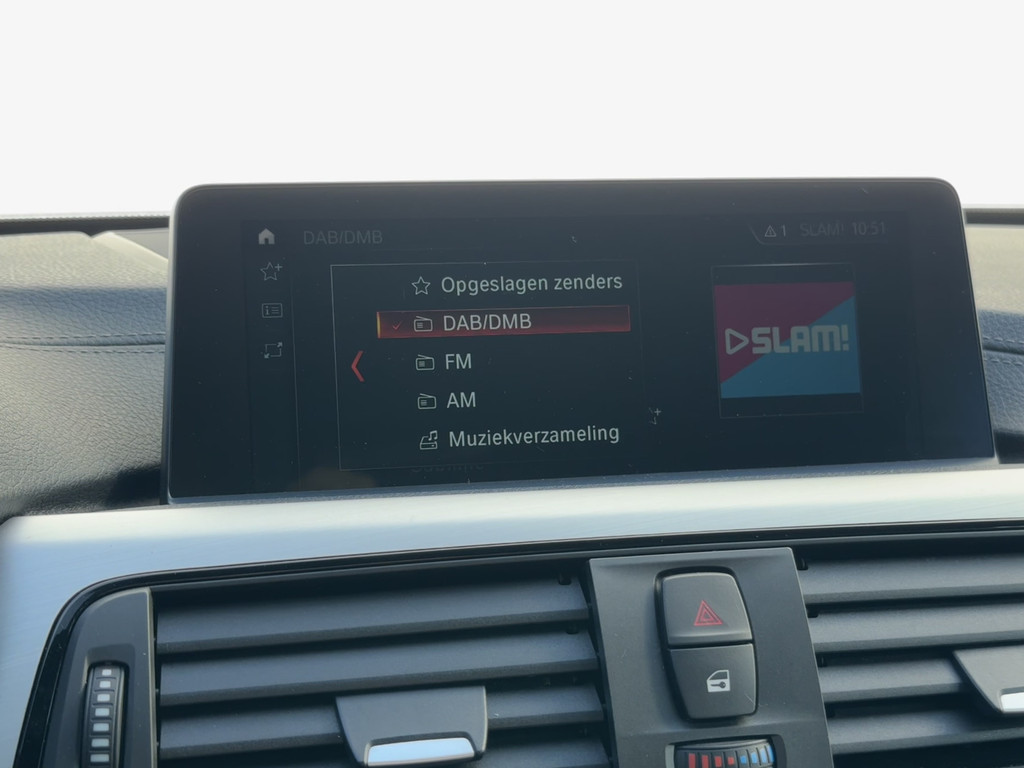 DAB/DMB
1 SLAM! 10:51
Opgeslagen zenders
DAB/DMB
FM
AM
Muziekverzameling
SLAM!